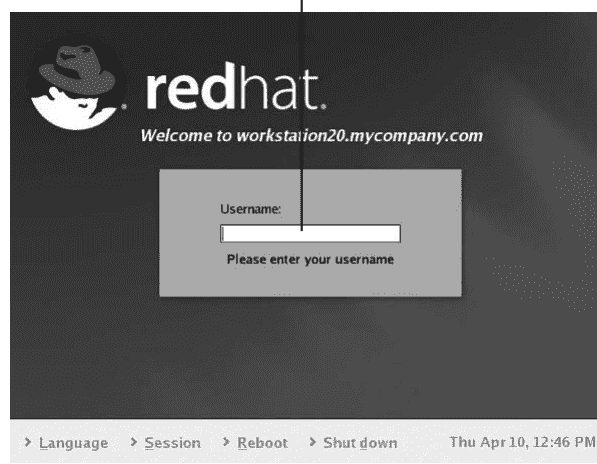 redhat.
Welcome to workstation20.mycompany.com
Username:
Please enter your username
Language Session Reboot Shut down Thu Apr 10, 12:46 PM